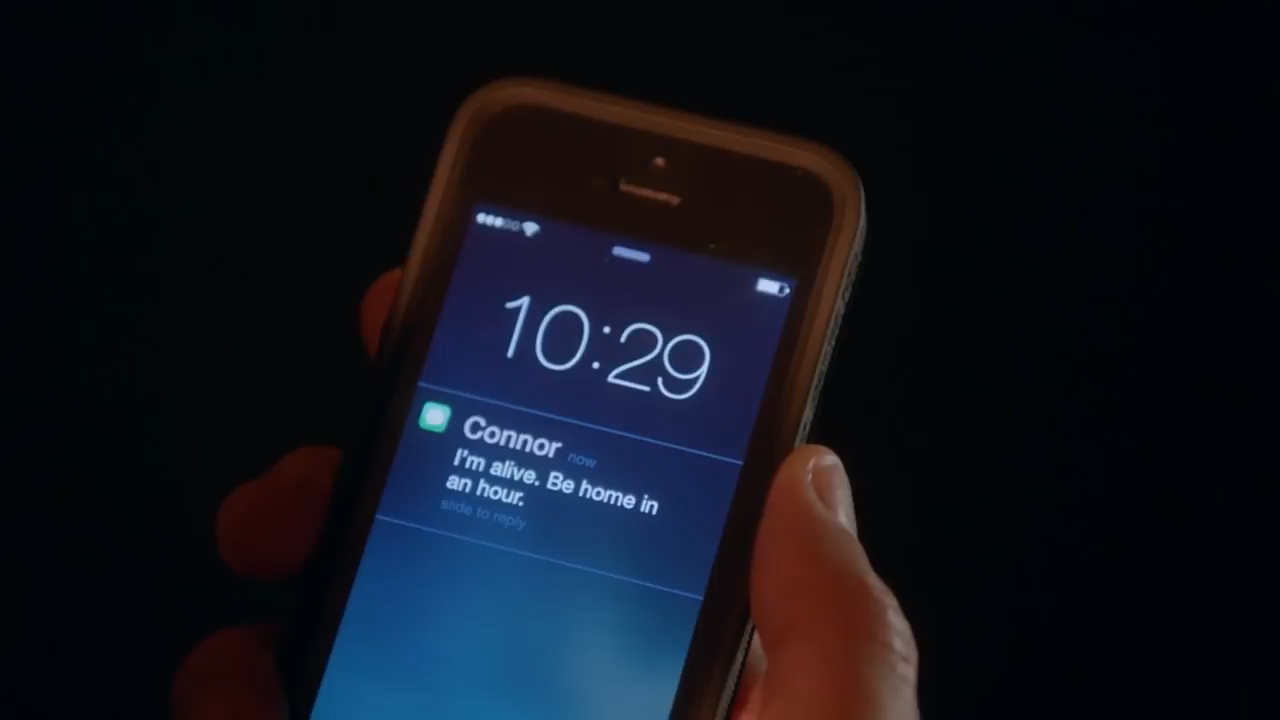 10:29
Connor now
I'm alive. Be home in
an hour.
slide to reply